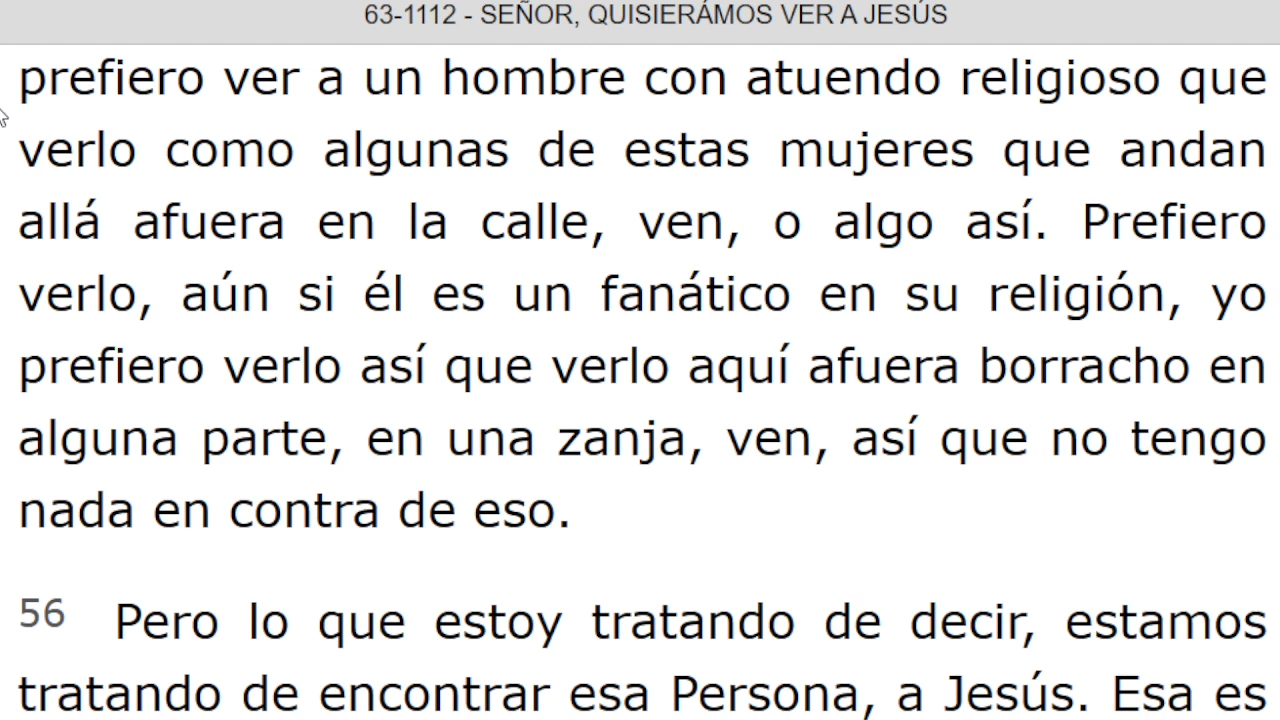 63-1112 - SEÑOR, QUISIERÁMOS VER A JESÚS
prefiero ver a un hombre con atuendo religioso que
verlo como algunas de estas mujeres que andan
allá afuera en la calle, ven, o algo así. Prefiero
verlo, aún si él es un fanático en su religión, yo
prefiero verlo así que verlo aquí afuera borracho en
alguna parte, en una zanja, ven, así que no tengo
nada en contra de eso.
56 Pero lo que estoy tratando de decir, estamos
tratando de encontrar esa Persona, a Jesús. Esa es